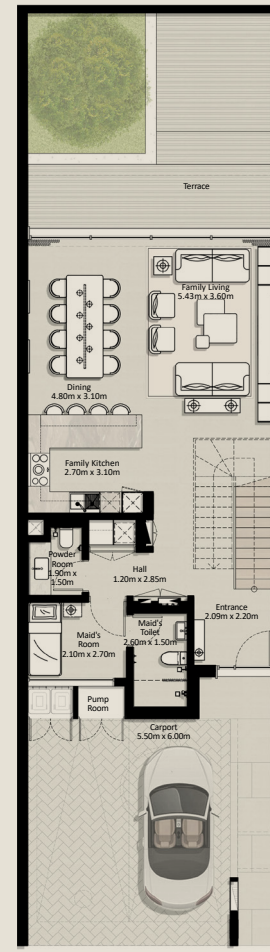 Terrace
Family Living
5.43m x 3.60m
Dining
4.80m x 3.10m
Family Kitchen
2.70m x 3.10m
Powder
Room
1.90m x
1.50m
Hall
1.20m x 2.85m
Entrance
2.09m x 2.20m
Maid's
Toilet
2.60m x 1.50m
Maid's
Room
2.10m x 2.70m
Pump
Room
Carport
5.50m x 6.00m